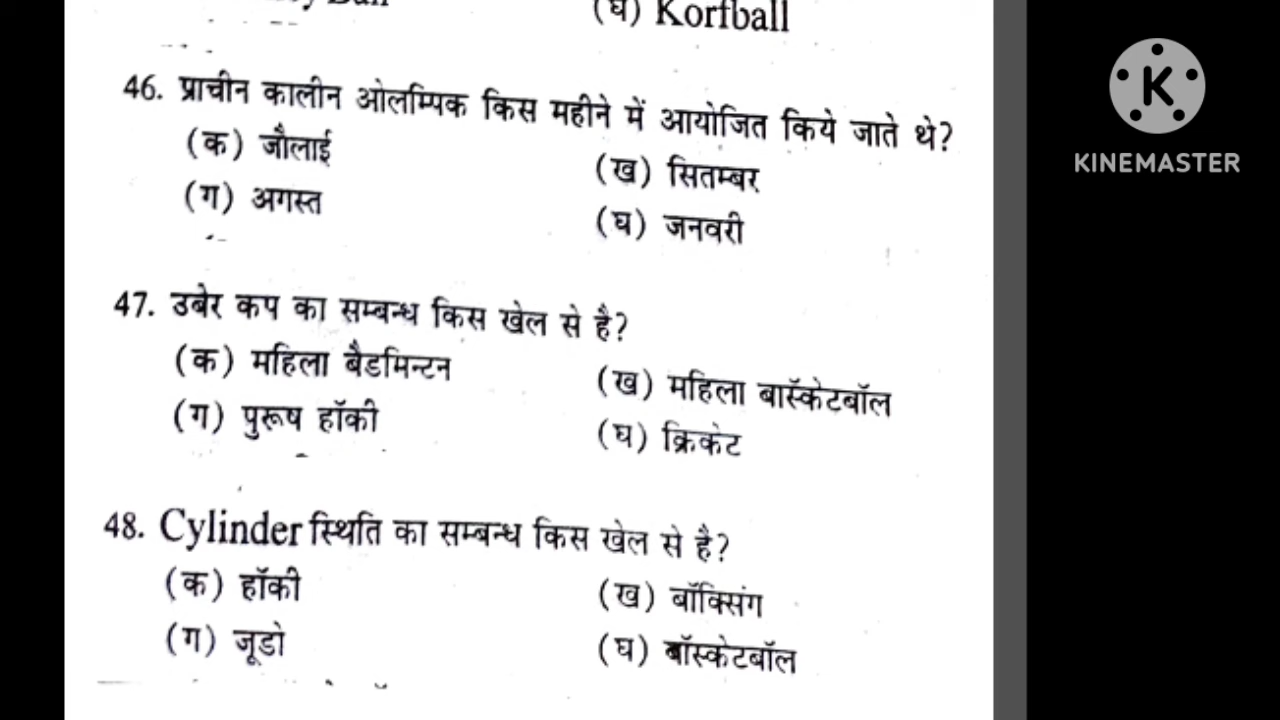 (घ) Korfball
46. प्राचीन कालीन ओलम्पिक किस महीने में आयोजित किये जाते थे?
(क) जौलाई
(ख) सितम्बर
(ग) अगस्त
(घ) जनवरी
47. उबेर कप का सम्बन्ध किस खेल से है?
(क) महिला बैडमिन्टन
(ख) महिला बास्केटबॉल
(ग) पुरूष हॉकी
(घ) क्रिकेट
48. Cylinder स्थिति का सम्बन्ध किस खेल से है?
(क) हॉकी
(ख) बॉक्सिंग
(ग) जूडो
(घ) बॉस्केटबॉल
KINEMASTER